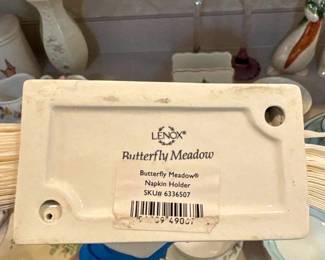 LENOX®
Butterfly Meadow
Butterfly Meadow®
Napkin Holder
SKU# 6336507